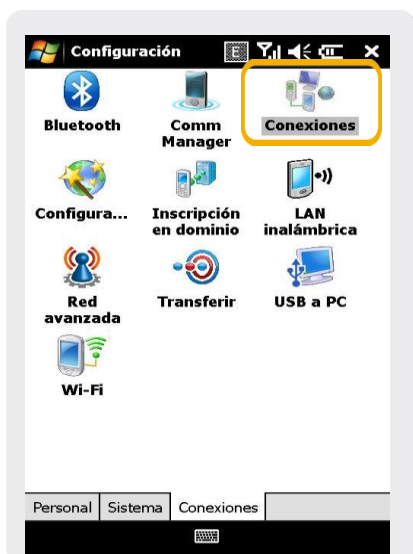 Configuración E
Bluetooth
Comm
Manager
Conexiones
Configura...
Inscripción
en dominio
LAN
inalámbrica
Red
avanzada
Transferir
USB a PC
Wi-Fi
Personal Sistema Conexiones